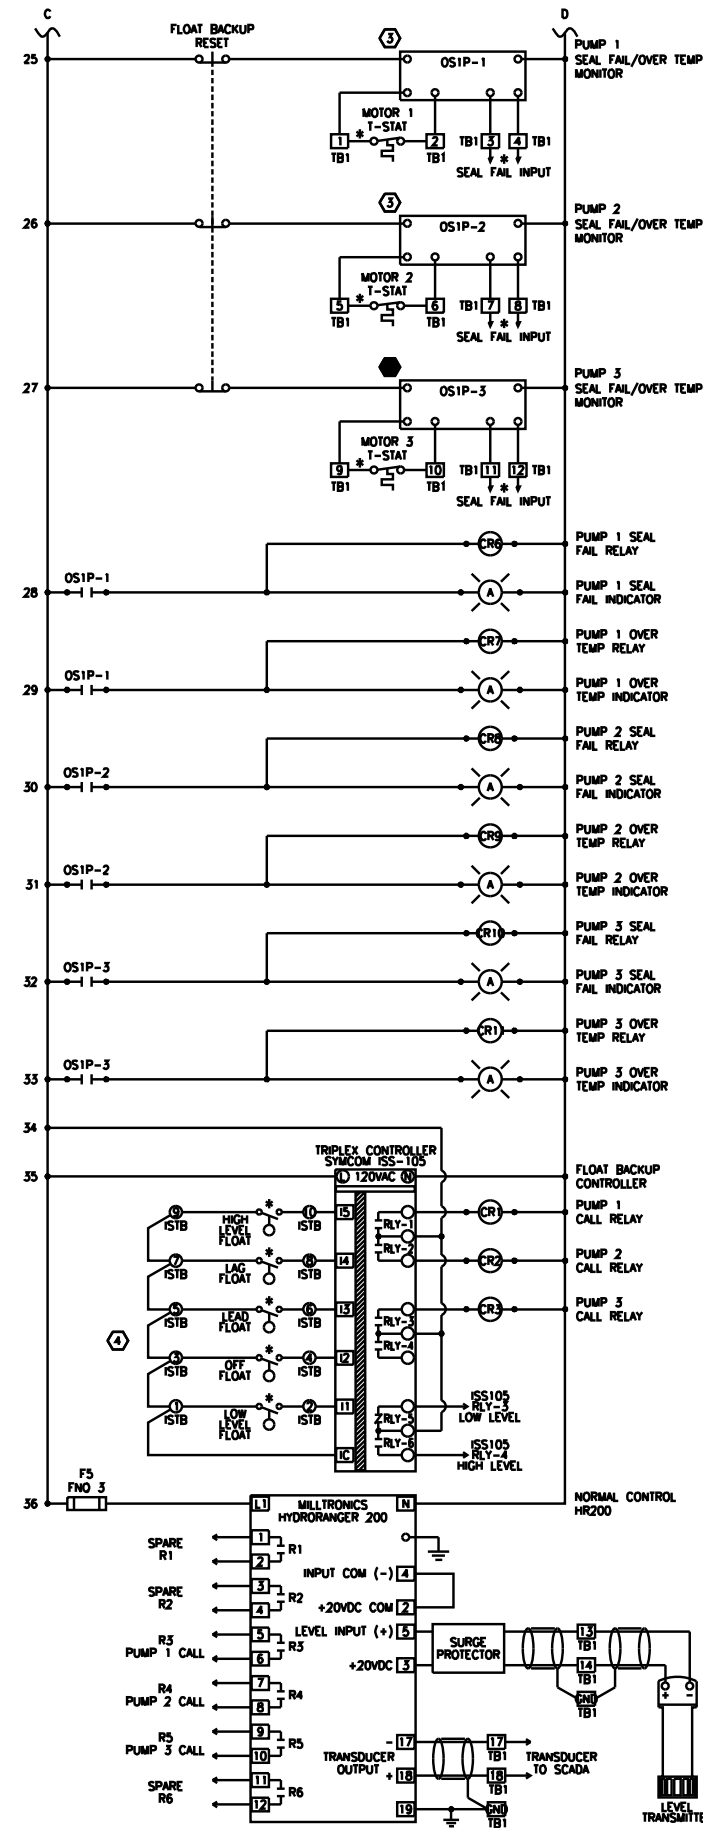 C
D
FLOAT BACKUP
RESET
25
3
OS1P-1
PUMP 1
SEAL FAIL/OVER TEMP
MONITOR
MOTOR 1
T-STAT
*
1
2
TB1
3
4
TB1
TB1
TB1
*
SEAL FAIL INPUT
26
3
OS1P-2
PUMP 2
SEAL FAIL/OVER TEMP
MONITOR
MOTOR 2
T-STAT
*
5
6
TB1
7
8
TB1
TB1
TB1
*
SEAL FAIL INPUT
27
OS1P-3
PUMP 3
SEAL FAIL/OVER TEMP
MONITOR
MOTOR 3
T-STAT
*
9
10
TB1
11
12
TB1
TB1
TB1
*
SEAL FAIL INPUT
CR6
PUMP 1 SEAL
FAIL RELAY
28
OS1P-1
A
PUMP 1 SEAL
FAIL INDICATOR
CR7
PUMP 1 OVER
TEMP RELAY
29
OS1P-1
A
PUMP 1 OVER
TEMP INDICATOR
CR8
PUMP 2 SEAL
FAIL RELAY
30
OS1P-2
A
PUMP 2 SEAL
FAIL INDICATOR
CR9
PUMP 2 OVER
TEMP RELAY
31
OS1P-2
A
PUMP 2 OVER
TEMP INDICATOR
CR10
PUMP 3 SEAL
FAIL RELAY
32
OS1P-3
A
PUMP 3 SEAL
FAIL INDICATOR
CR11
PUMP 3 OVER
TEMP RELAY
33
OS1P-3
A
PUMP 3 OVER
TEMP INDICATOR
34
TRIPLEX CONTROLLER
SYMCOM ISS-105
35
L 120VAC N
FLOAT BACKUP
CONTROLLER
9
ISTB
HIGH
LEVEL
FLOAT
*
10
ISTB
I5
RLY-1
CR1
PUMP 1
CALL RELAY
7
ISTB
LAG
FLOAT
*
8
ISTB
I4
RLY-2
CR2
PUMP 2
CALL RELAY
5
ISTB
LEAD
FLOAT
*
6
ISTB
I3
RLY-3
CR3
PUMP 3
CALL RELAY
4
3
ISTB
OFF
FLOAT
*
4
ISTB
I2
RLY-4
1
ISTB
LOW
LEVEL
FLOAT
*
2
ISTB
I1
RLY-5
ISS105
RLY-3
LOW LEVEL
IC
RLY-6
ISS105
RLY-4
HIGH LEVEL
36
F5
FNQ 3
L1
MILLTRONICS
HYDRORANGER 200
N
NORMAL CONTROL
HR200
SPARE
R1
1
2
R1
SPARE
R2
3
4
R2
R3
PUMP 1 CALL
5
6
R3
R4
PUMP 2 CALL
7
8
R4
R5
PUMP 3 CALL
9
10
R5
SPARE
R6
11
12
R6
INPUT COM (-) 4
+20VDC COM 2
LEVEL INPUT (+) 5
+20VDC 3
SURGE
PROTECTOR
13
TB1
14
TB1
GND
TB1
+ -
LEVEL
TRANSMITTE
- 17
TRANSDUCER
OUTPUT
+ 18
19
17
TB1
18
TB1
GND
TB1
TRANSDUCER
TO SCADA